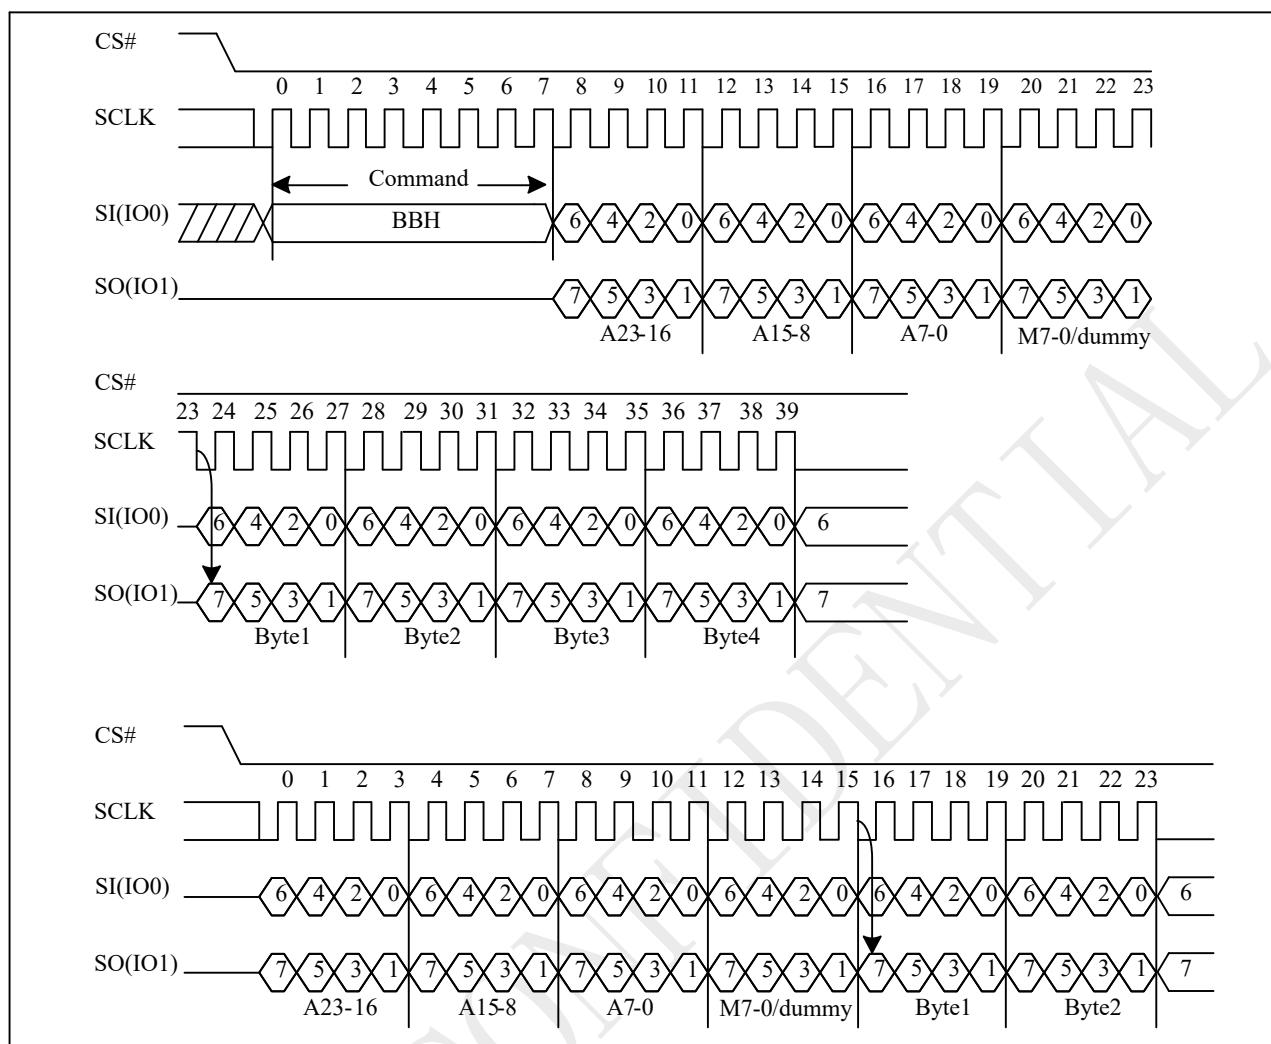 CS#
0 1 2 3 4 5 6 7 8 9 10 11 12 13 14 15 16 17 18 19 20 21 22 23
SCLK
Command
SI(IO0) BBH 6 4 2 0 6 4 2 0 6 4 2 0 6 4 2 0
SO(IO1) 7 5 3 1 7 5 3 1 7 5 3 1 7 5 3 1
A23-16 A15-8 A7-0 M7-0/dummy
CS#
23 24 25 26 27 28 29 30 31 32 33 34 35 36 37 38 39
SCLK
SI(IO0) 6 4 2 0 6 4 2 0 6 4 2 0 6 4 2 0 6
SO(IO1) 7 5 3 1 7 5 3 1 7 5 3 1 7 5 3 1 7
Byte1 Byte2 Byte3 Byte4
CS#
0 1 2 3 4 5 6 7 8 9 10 11 12 13 14 15 16 17 18 19 20 21 22 23
SCLK
SI(IO0) 6 4 2 0 6 4 2 0 6 4 2 0 6 4 2 0 6 4 2 0 6 4 2 0 6
SO(IO1) 7 5 3 1 7 5 3 1 7 5 3 1 7 5 3 1 7 5 3 1 7 5 3 1 7
A23-16 A15-8 A7-0 M7-0/dummy Byte1 Byte2
CONFIDENTIAL